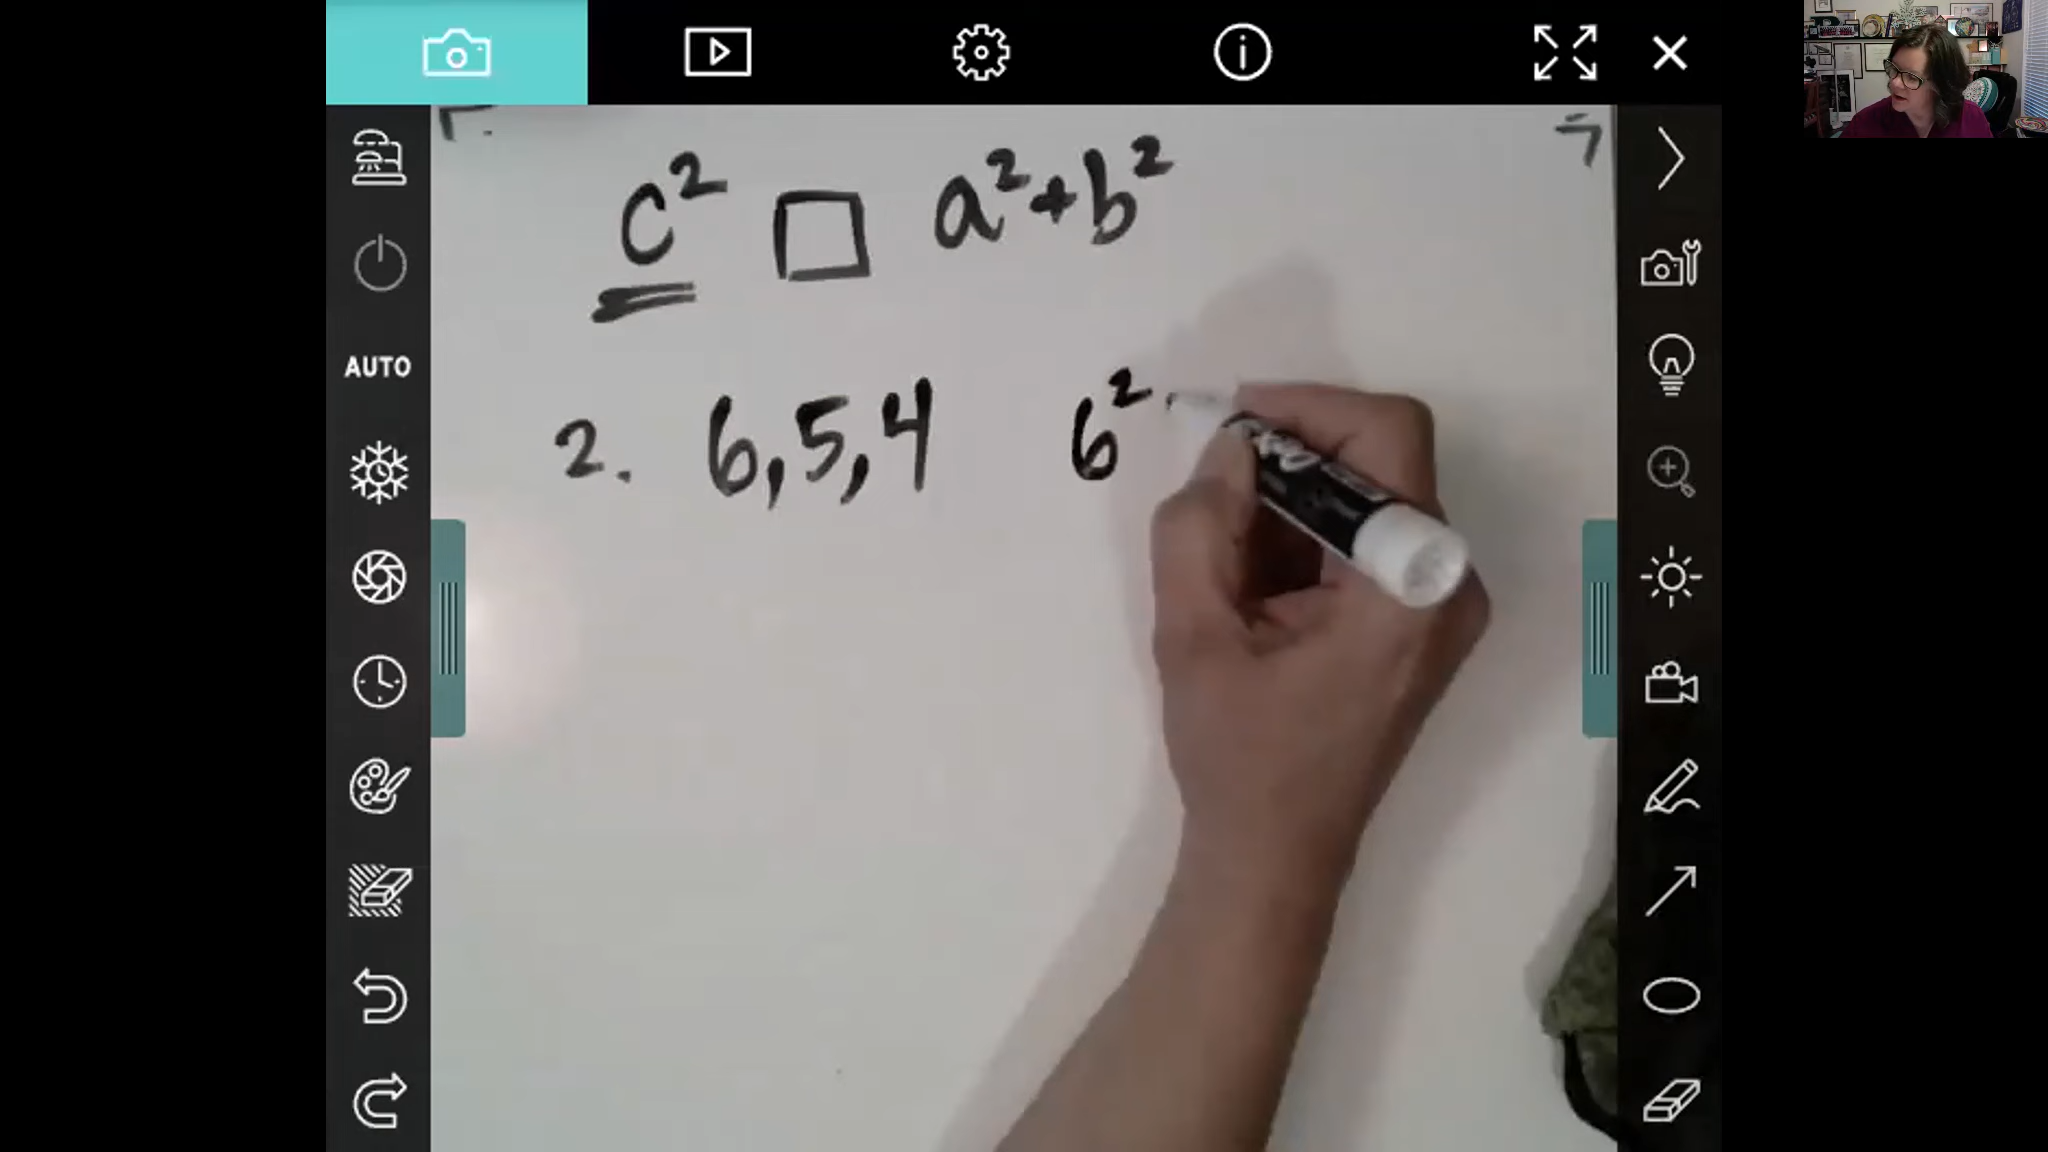 AUTO
c² □ a²+b²
2. 6,5,4 6²